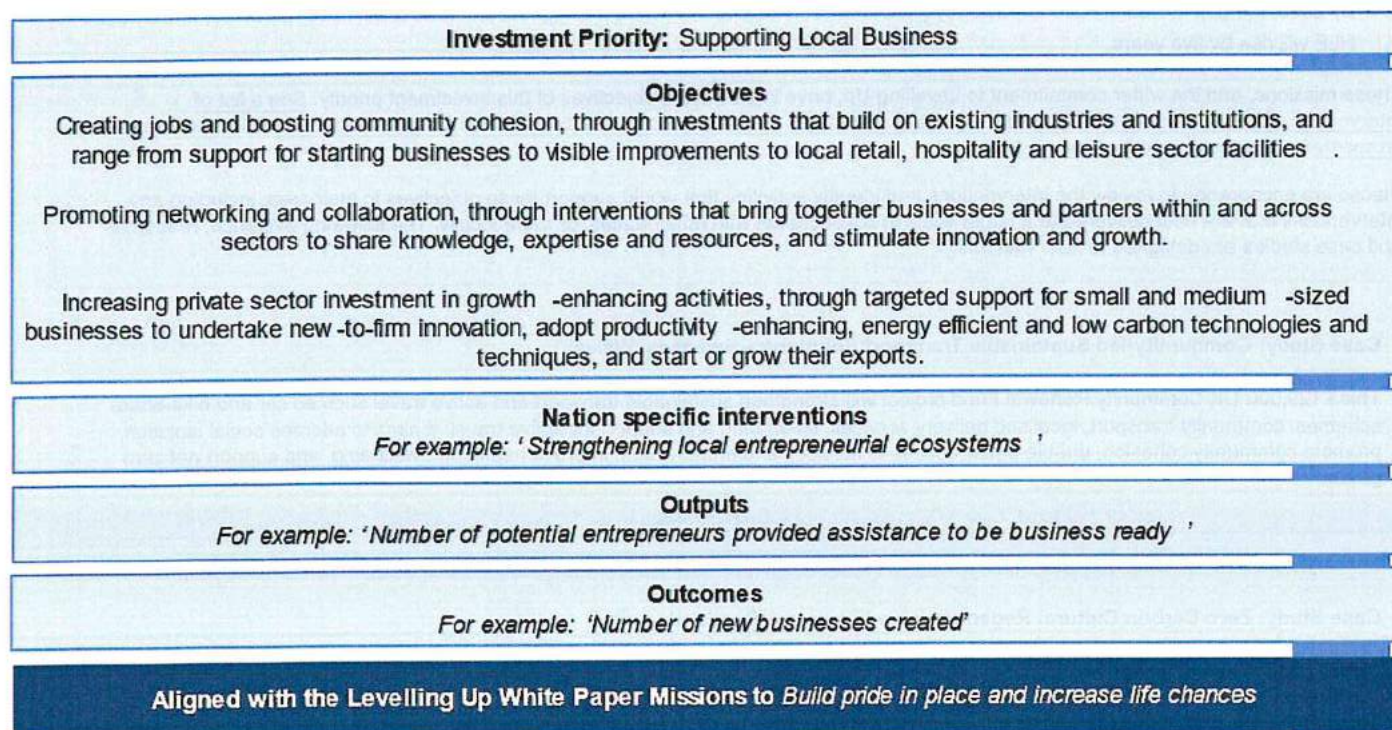 Investment Priority: Supporting Local Business
Objectives
Creating jobs and boosting community cohesion, through investments that build on existing industries and institutions, and
range from support for starting businesses to visible improvements to local retail, hospitality and leisure sector facilities .
Promoting networking and collaboration, through interventions that bring together businesses and partners within and across
sectors to share knowledge, expertise and resources, and stimulate innovation and growth.
Increasing private sector investment in growth -enhancing activities, through targeted support for small and medium -sized
businesses to undertake new -to-firm innovation, adopt productivity -enhancing, energy efficient and low carbon technologies and
techniques, and start or grow their exports.
Nation specific interventions
For example: ' Strengthening local entrepreneurial ecosystems '
Outputs
For example: 'Number of potential entrepreneurs provided assistance to be business ready '
Outcomes
For example: 'Number of new businesses created'
Aligned with the Levelling Up White Paper Missions to Build pride in place and increase life chances